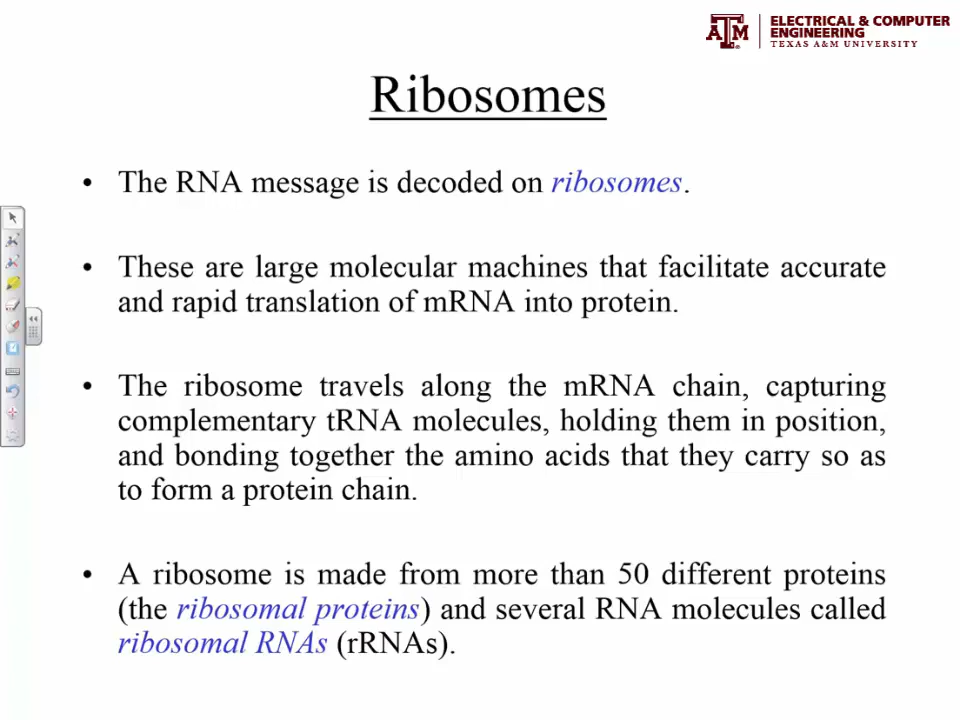 ELECTRICAL & COMPUTER
ENGINEERING
TEXAS A&M UNIVERSITY
Ribosomes
• The RNA message is decoded on ribosomes.
• These are large molecular machines that facilitate accurate
and rapid translation of mRNA into protein.
• The ribosome travels along the mRNA chain, capturing
complementary tRNA molecules, holding them in position,
and bonding together the amino acids that they carry so as
to form a protein chain.
• A ribosome is made from more than 50 different proteins
(the ribosomal proteins) and several RNA molecules called
ribosomal RNAs (rRNAs).